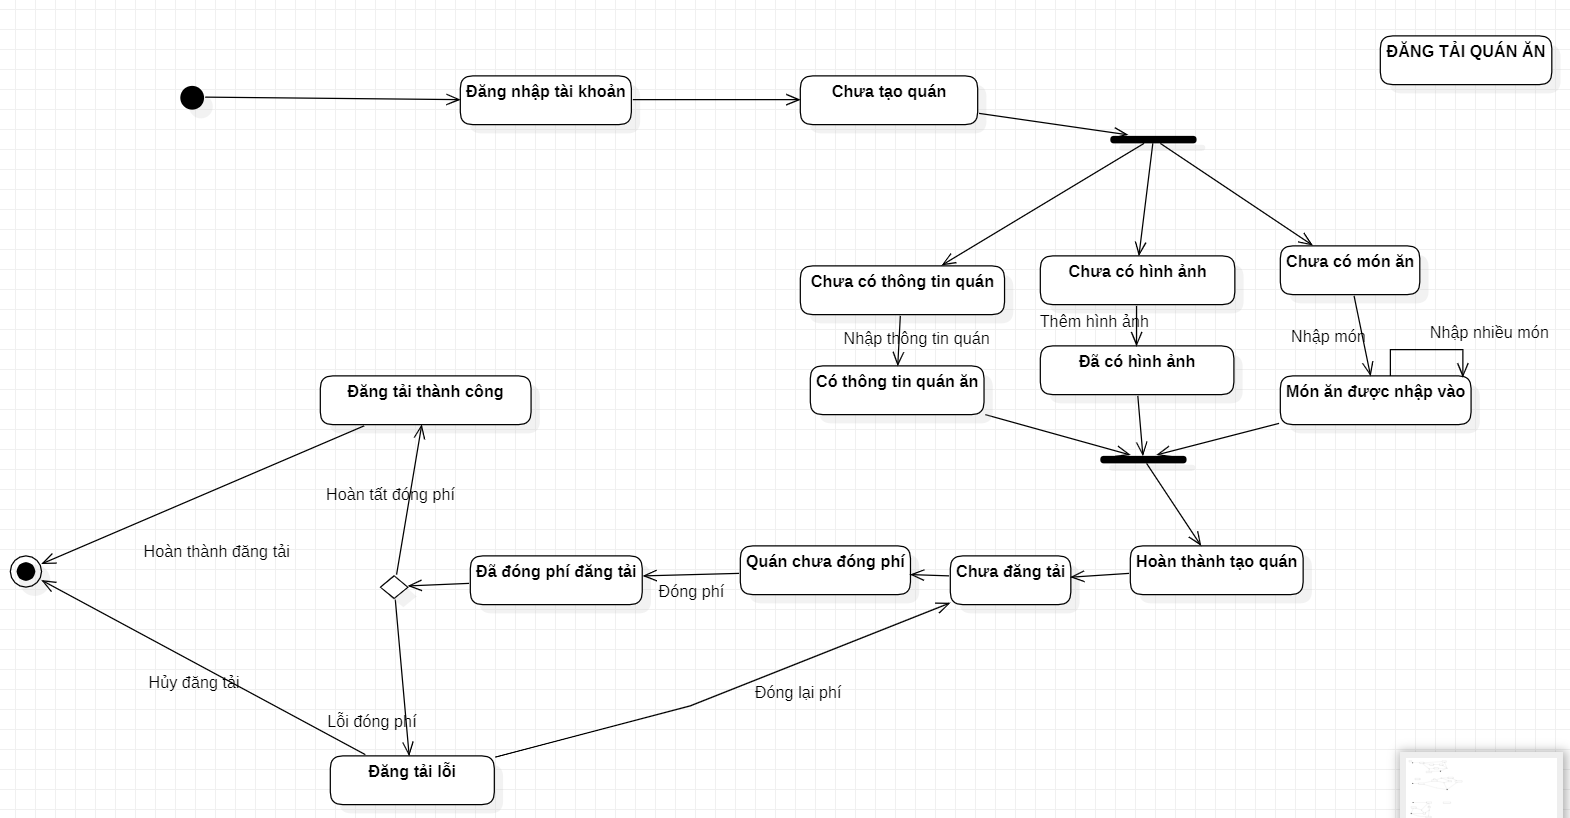 ĐĂNG TẢI QUÁN ĂN
Đăng nhập tài khoản
Chưa tạo quán
Chưa có thông tin quán
Chưa có hình ảnh
Chưa có món ăn
Nhập thông tin quán
Thêm hình ảnh
Nhập món
Nhập nhiều món
Có thông tin quán ăn
Đã có hình ảnh
Món ăn được nhập vào
Đăng tải thành công
Hoàn tất đóng phí
Hoàn thành đăng tải
Đã đóng phí đăng tải
Đóng phí
Quán chưa đóng phí
Chưa đăng tải
Hoàn thành tạo quán
Hủy đăng tải
Lỗi đóng phí
Đóng lại phí
Đăng tải lỗi